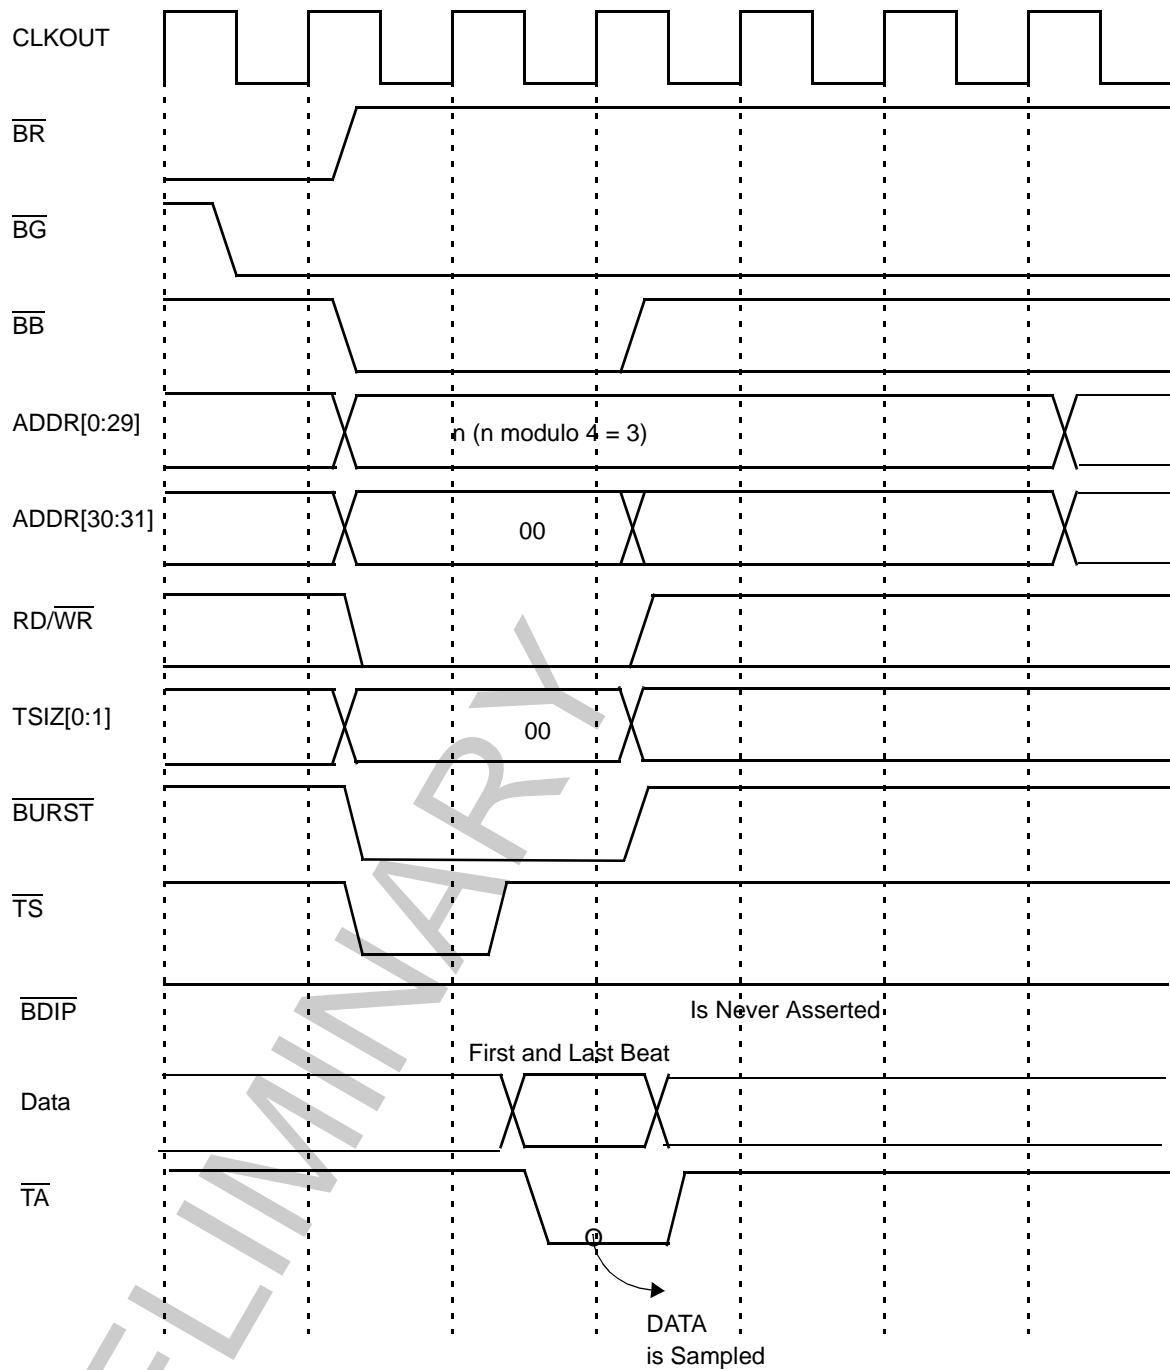 CLKOUT
BR
BG
BB
ADDR[0:29]
n (n modulo 4 = 3)
ADDR[30:31]
00
RD/WR
TSIZ[0:1]
00
BURST
TS
BDIP
Is Never Asserted
First and Last Beat
Data
TA
DATA
is Sampled
ELIMINARY